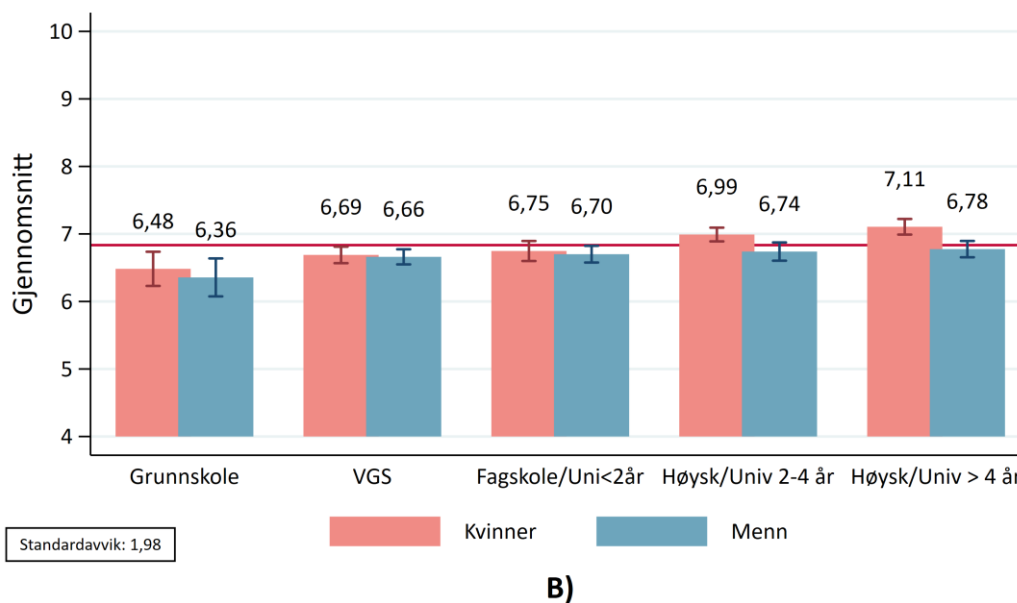 10
9
8
7
6
5
4
Gjennomsnitt
6,48
6,36
6,69
6,66
6,75
6,70
6,99
6,74
7,11
6,78
Grunnskole
VGS
Fagskole/Uni<2år
Høysk/Univ 2-4 år
Høysk/Univ > 4 år
Kvinner
Menn
Standardavvik: 1,98
B)